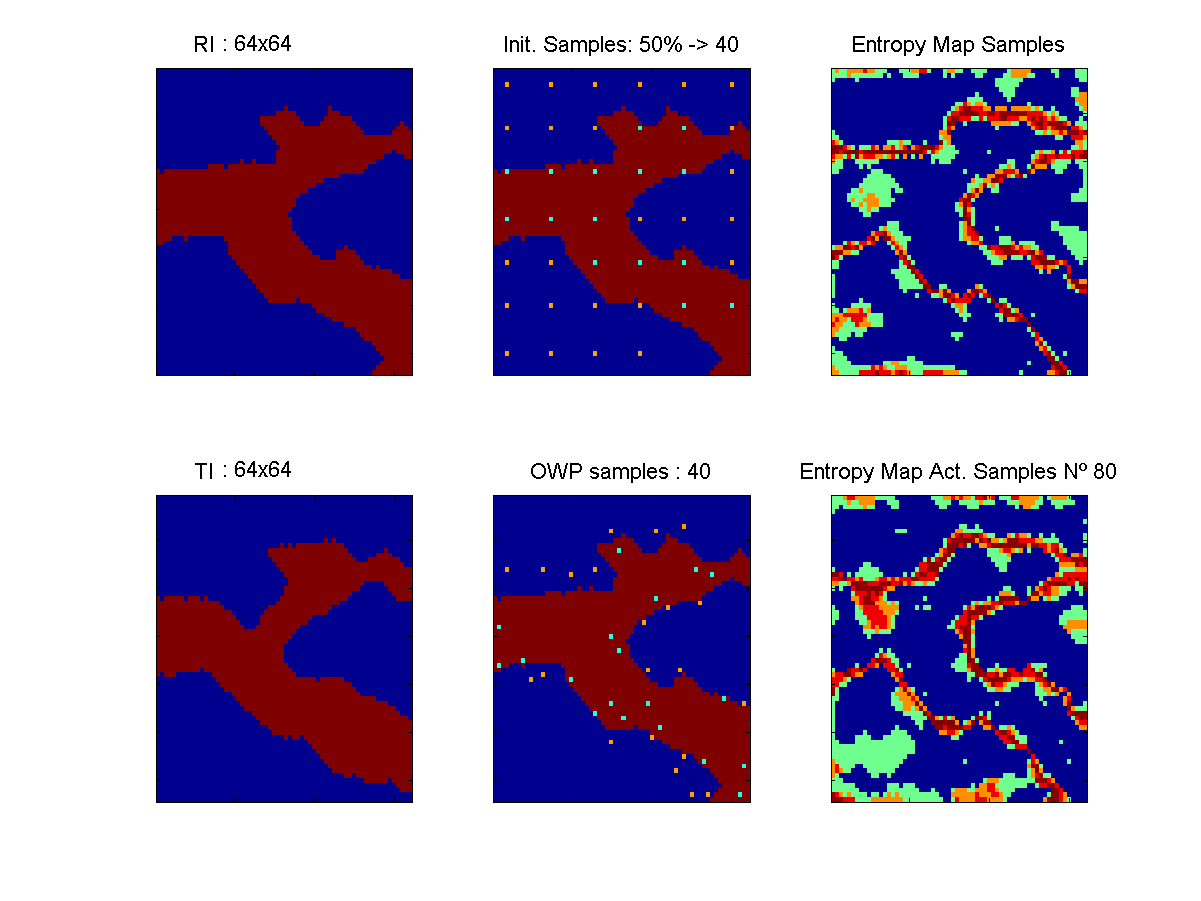 RI : 64x64
Init. Samples: 50% -> 40
Entropy Map Samples
TI : 64x64
OWP samples : 40
Entropy Map Act. Samples Nº 80